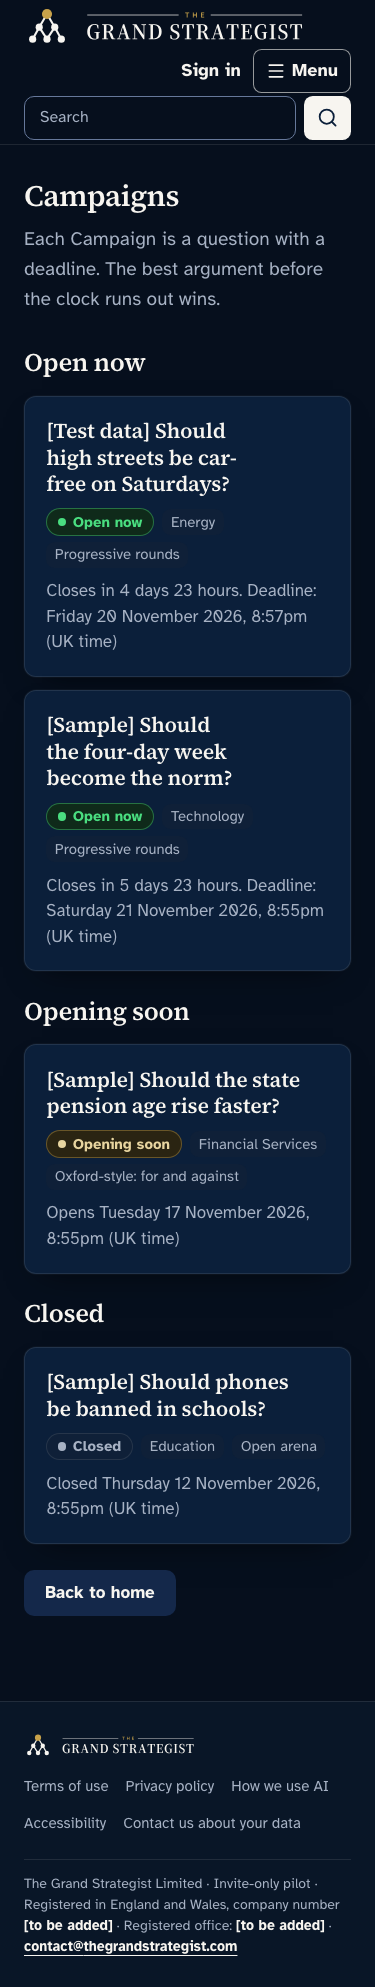 THE
GRAND STRATEGIST
Sign in
Menu
Search
Campaigns
Each Campaign is a question with a
deadline. The best argument before
the clock runs out wins.
Open now
[Test data] Should
high streets be car-
free on Saturdays?
Open now Energy
Progressive rounds
Closes in 4 days 23 hours. Deadline:
Friday 20 November 2026, 8:57pm
(UK time)
[Sample] Should
the four-day week
become the norm?
Open now Technology
Progressive rounds
Closes in 5 days 23 hours. Deadline:
Saturday 21 November 2026, 8:55pm
(UK time)
Opening soon
[Sample] Should the state
pension age rise faster?
Opening soon Financial Services
Oxford-style: for and against
Opens Tuesday 17 November 2026,
8:55pm (UK time)
Closed
[Sample] Should phones
be banned in schools?
Closed Education Open arena
Closed Thursday 12 November 2026,
8:55pm (UK time)
Back to home
THE
GRAND STRATEGIST
Terms of use Privacy policy How we use AI
Accessibility Contact us about your data
The Grand Strategist Limited · Invite-only pilot ·
Registered in England and Wales, company number
[to be added] · Registered office: [to be added] ·
contact@thegrandstrategist.com